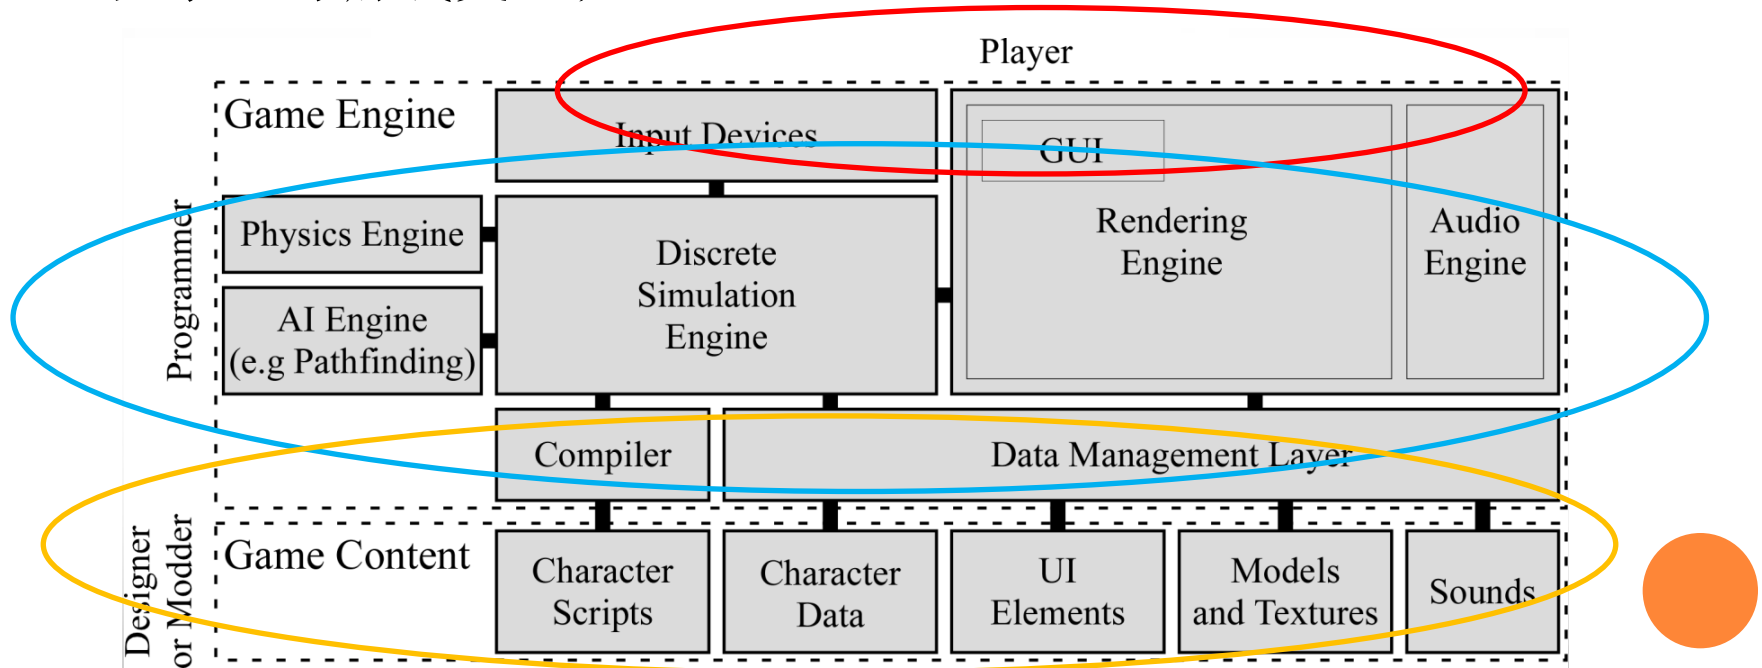 Player
Game Engine
Input Devices
GUI
Programmer
Physics Engine
Discrete
Simulation
Engine
Rendering
Engine
Audio
Engine
AI Engine
(e.g Pathfinding)
Compiler
Data Management Layer
Designer
or Modder
Game Content
Character
Scripts
Character
Data
UI
Elements
Models
and Textures
Sounds